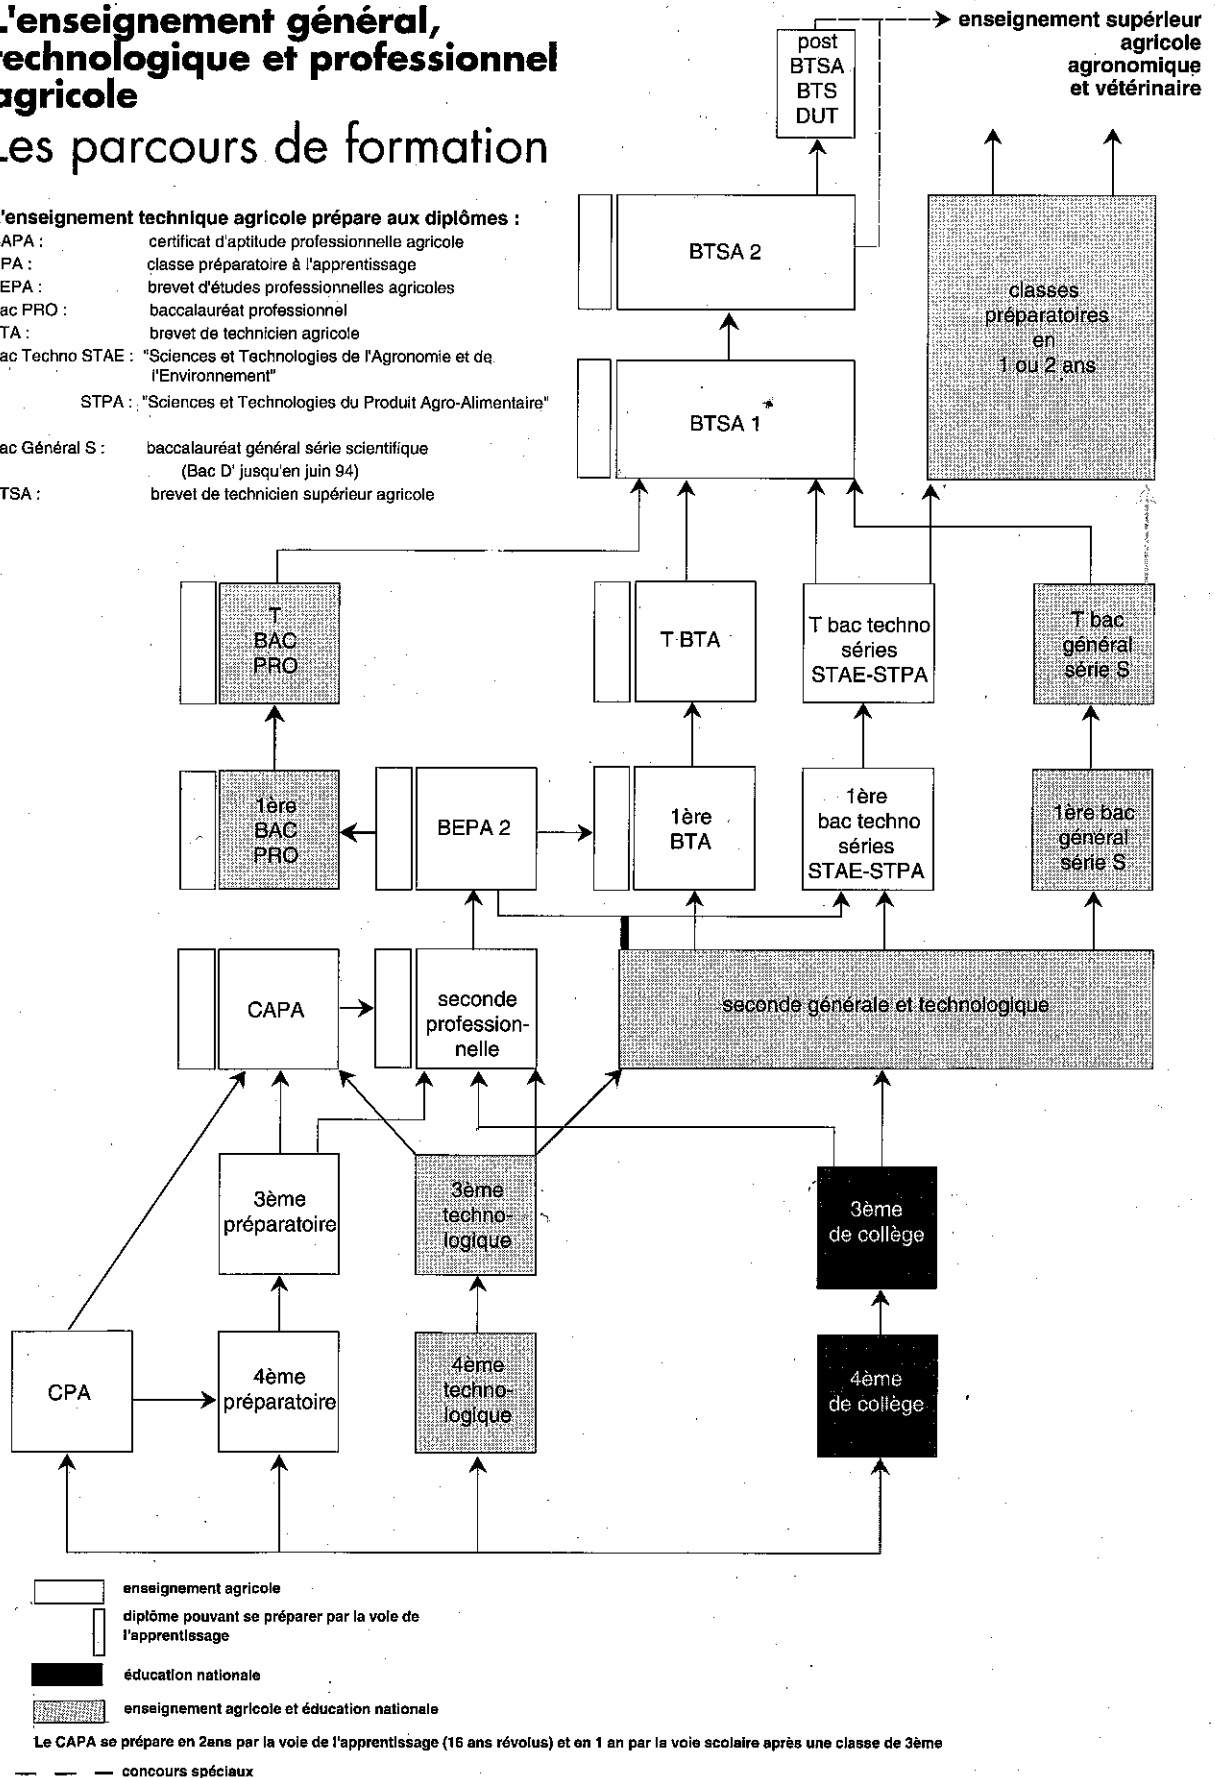 L'enseignement général,
technologique et professionnel
agricole
Les parcours de formation
l'enseignement technique agricole prépare aux diplômes :
APA : certificat d'aptitude professionnelle agricole
PA : classe préparatoire à l'apprentissage
EPA : brevet d'études professionnelles agricoles
ac PRO : baccalauréat professionnel
TA : brevet de technicien agricole
ac Techno STAE : "Sciences et Technologies de l'Agronomie et de
l'Environnement"
STPA : "Sciences et Technologies du Produit Agro-Alimentaire"
ac Général S : baccalauréat général série scientifique
(Bac D' jusqu'en juin 94)
TSA : brevet de technicien supérieur agricole
enseignement supérieur
agricole
agronomique
et vétérinaire
post
BTSA
BTS
DUT
BTSA 2
classes
préparatoires
en
1 ou 2 ans
BTSA 1
T
BAC
PRO
T BTA
T bac techno
séries
STAE-STPA
T bac
général
série S
1ère
BAC
PRO
BEPA 2
1ère
BTA
1ère
bac techno
séries
STAE-STPA
1ère bac
général
série S
CAPA
seconde
profession-
nelle
seconde générale et technologique
3ème
préparatoire
3ème
techno-
logique
3ème
de collège
CPA
4ème
préparatoire
4ème
techno-
logique
4ème
de collège
enseignement agricole
diplôme pouvant se préparer par la voie de
l'apprentissage
éducation nationale
enseignement agricole et éducation nationale
Le CAPA se prépare en 2ans par la voie de l'apprentissage (16 ans révolus) et en 1 an par la voie scolaire après une classe de 3ème
concours spéciaux